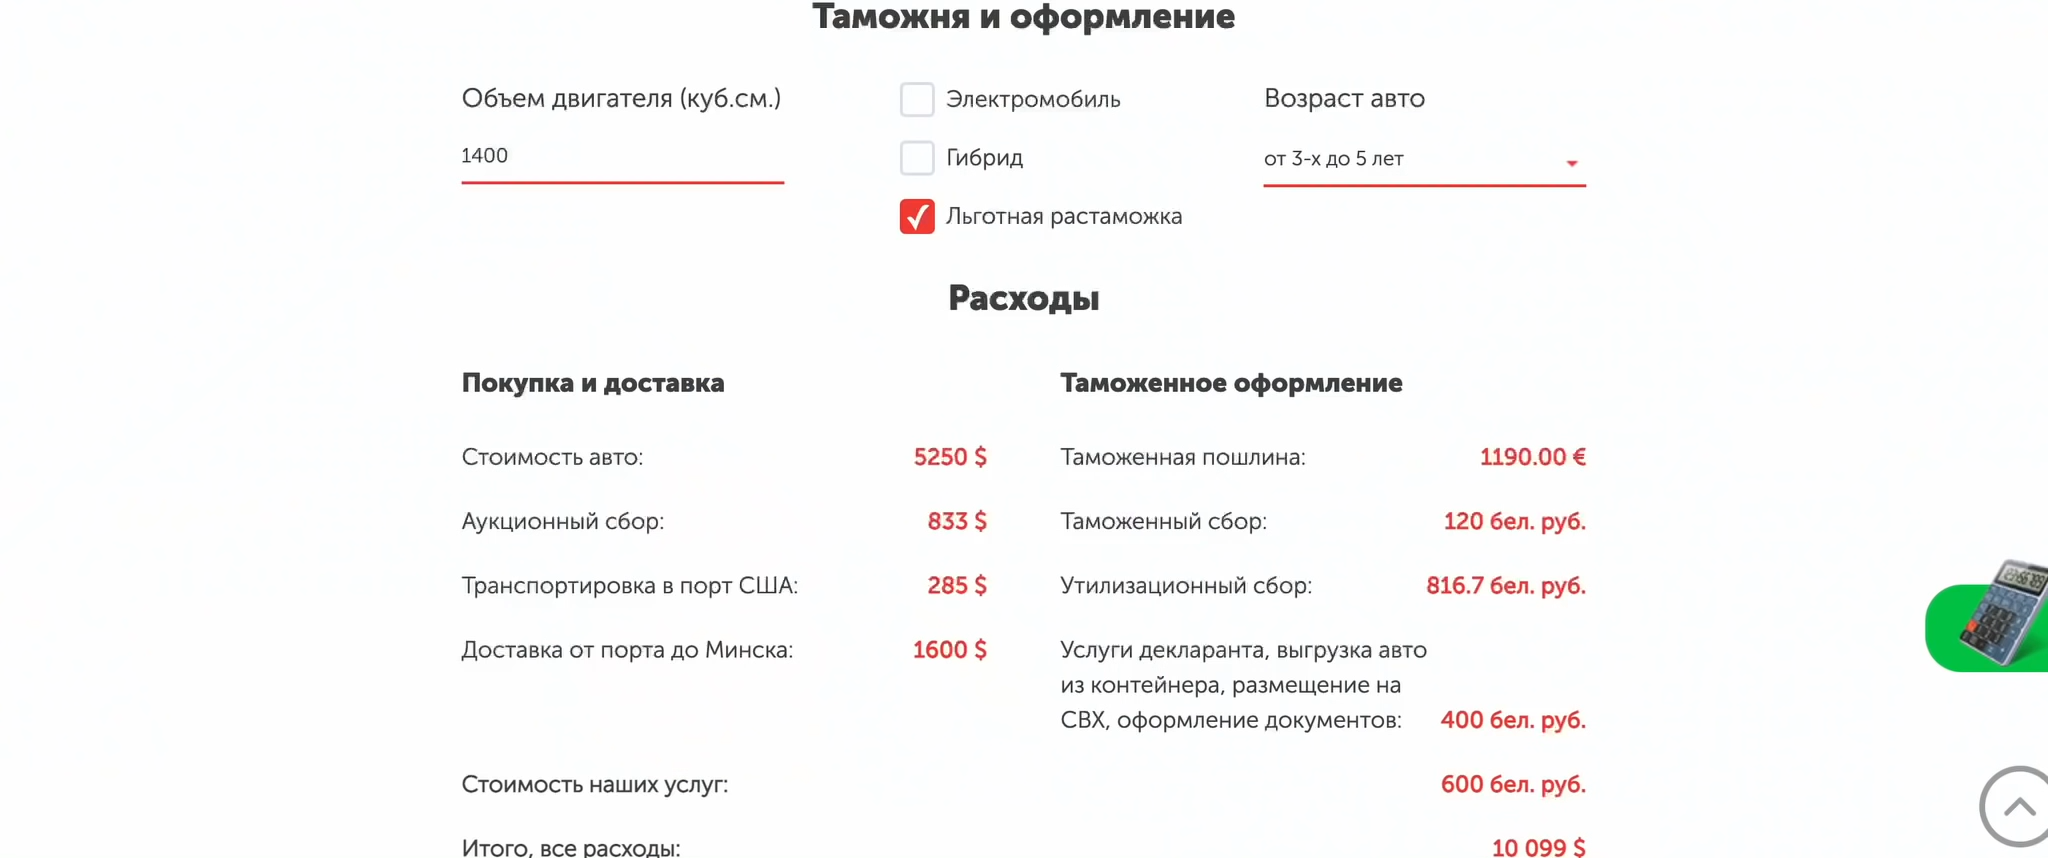 Таможня и оформление
Объем двигателя (куб.см.)
1400
Электромобиль
Гибрид
Льготная растаможка
Возраст авто
от 3-х до 5 лет
Расходы
Покупка и доставка
Стоимость авто: 5250 $
Аукционный сбор: 833 $
Транспортировка в порт США: 285 $
Доставка от порта до Минска: 1600 $
Таможенное оформление
Таможенная пошлина: 1190.00 €
Таможенный сбор: 120 бел. руб.
Утилизационный сбор: 816.7 бел. руб.
Услуги декларанта, выгрузка авто
из контейнера, размещение на
СВХ, оформление документов: 400 бел. руб.
Стоимость наших услуг: 600 бел. руб.
Итого, все расходы: 10 099 $